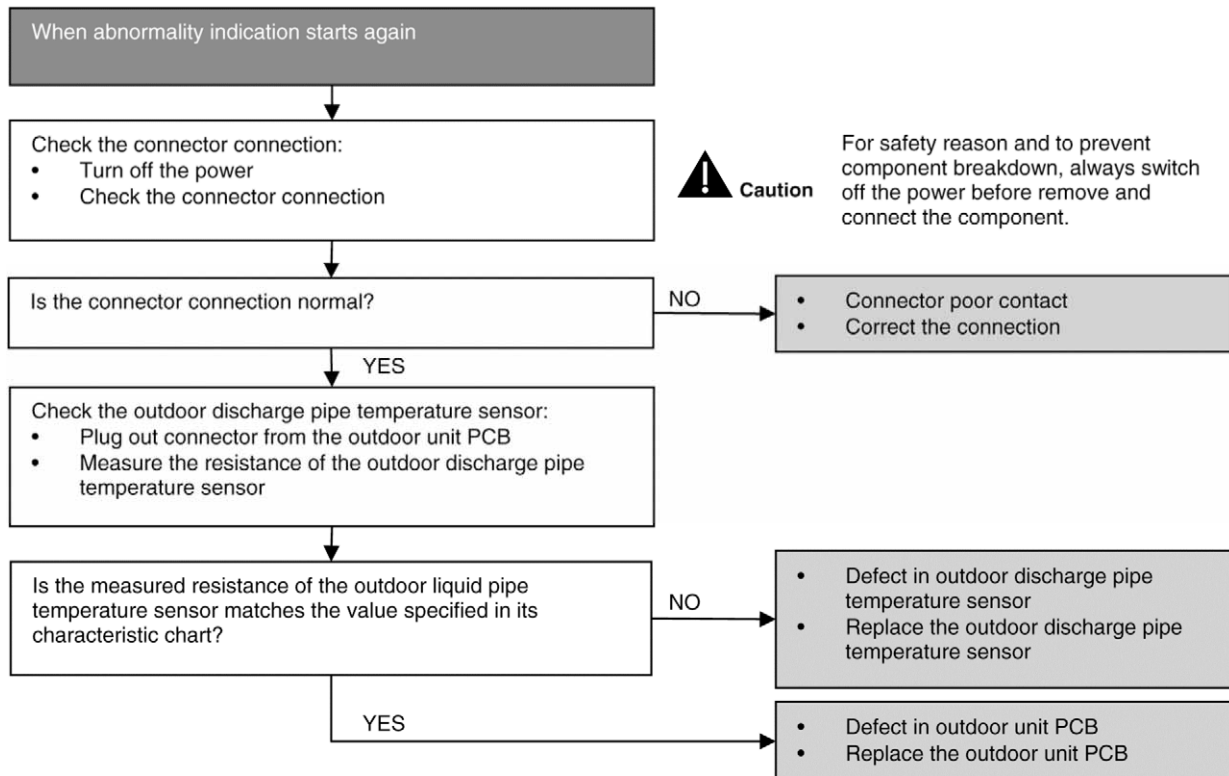 When abnormality indication starts again
Check the connector connection:
• Turn off the power
• Check the connector connection
Caution
For safety reason and to prevent
component breakdown, always switch
off the power before remove and
connect the component.
Is the connector connection normal?
NO
• Connector poor contact
• Correct the connection
YES
Check the outdoor discharge pipe temperature sensor:
• Plug out connector from the outdoor unit PCB
• Measure the resistance of the outdoor discharge pipe
temperature sensor
Is the measured resistance of the outdoor liquid pipe
temperature sensor matches the value specified in its
characteristic chart?
NO
• Defect in outdoor discharge pipe
temperature sensor
• Replace the outdoor discharge pipe
temperature sensor
YES
• Defect in outdoor unit PCB
• Replace the outdoor unit PCB